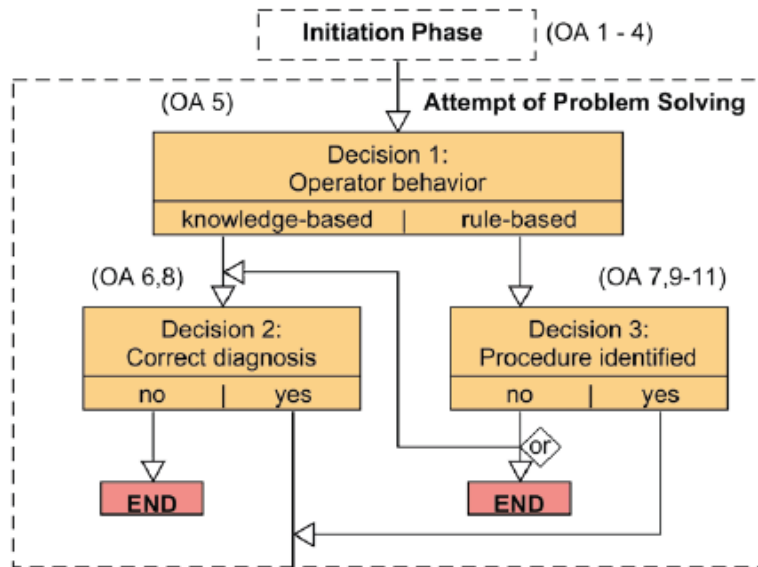 Initiation Phase (OA 1 - 4)
(OA 5) Attempt of Problem Solving
Decision 1:
Operator behavior
knowledge-based | rule-based
(OA 6,8) (OA 7,9-11)
Decision 2:
Correct diagnosis
no | yes
Decision 3:
Procedure identified
no | yes
or
END
END